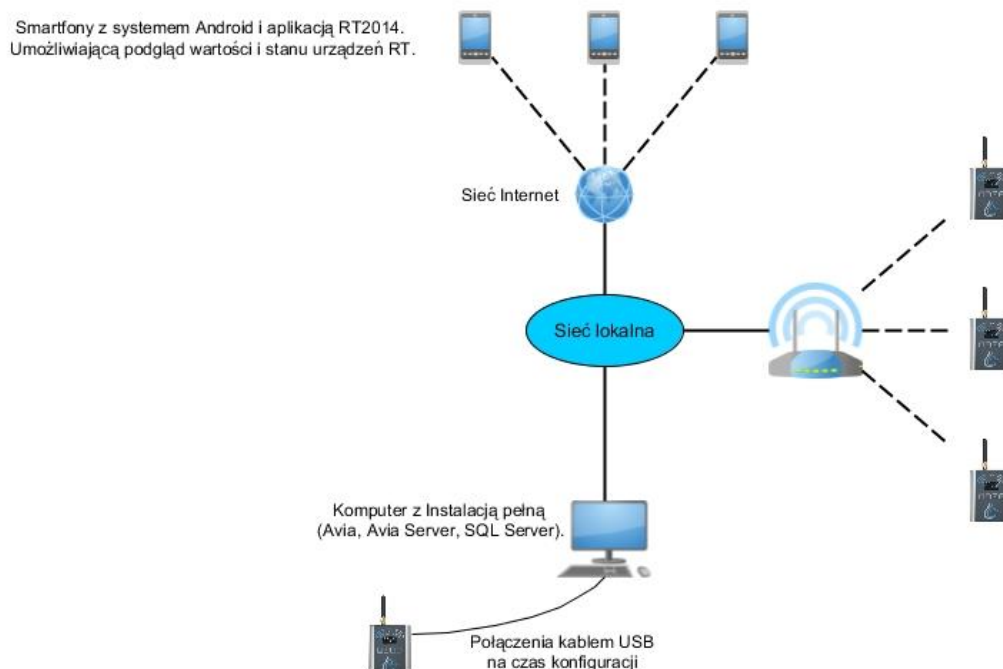 Smartfony z systemem Android i aplikacją RT2014.
Umożliwiającą podgląd wartości i stanu urządzeń RT.
Sieć Internet
Sieć lokalna
Komputer z Instalacją pełną
(Avia, Avia Server, SQL Server).
Połączenia kablem USB
na czas konfiguracji